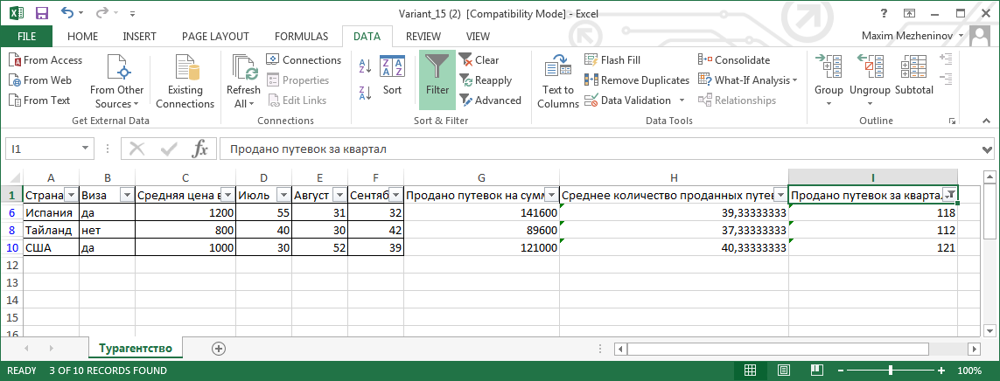 Variant_15 (2) [Compatibility Mode] - Excel
FILE HOME INSERT PAGE LAYOUT FORMULAS DATA REVIEW VIEW Maxim Mezheninov
From Access
From Web
From Text
From Other Sources
Get External Data
Existing Connections
Refresh All
Connections
Properties
Edit Links
Connections
A Z
Z A
Z A A Z
Sort
Filter
Clear
Reapply
Advanced
Sort & Filter
Text to Columns
Flash Fill
Remove Duplicates
Data Validation
Consolidate
What-If Analysis
Relationships
Data Tools
Group
Ungroup
Subtotal
Outline
I1 fx Продано путевок за квартал
A B C D E F G H I
1 Страна Виза Средняя цена в Июль Август Сентяб Продано путевок на сумм Среднее количество проданных путев Продано путевок за квартал
6 Испания да 1200 55 31 32 141600 39,33333333 118
8 Тайланд нет 800 40 30 42 89600 37,33333333 112
10 США да 1000 30 52 39 121000 40,33333333 121
12
13
14
15
16
Турагентство
READY 3 OF 10 RECORDS FOUND 100%